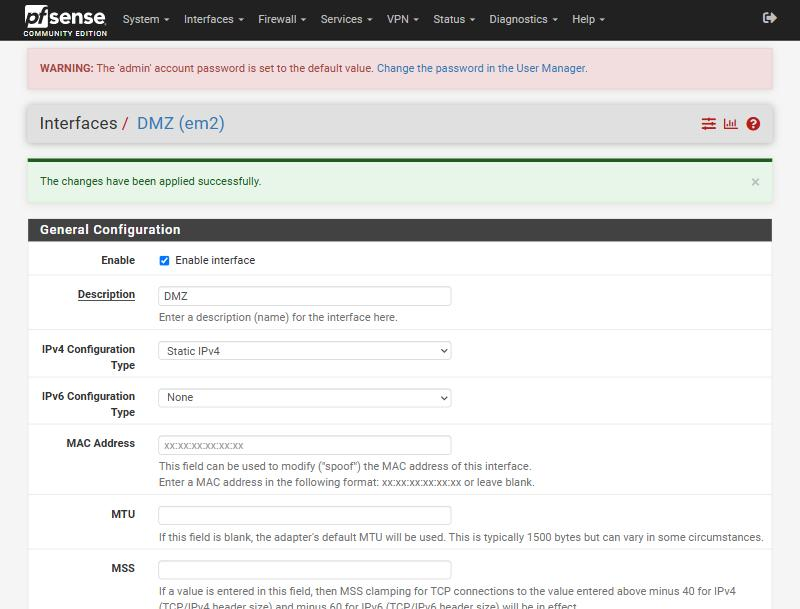 pfsense
COMMUNITY EDITION
System Interfaces Firewall Services VPN Status Diagnostics Help
WARNING: The 'admin' account password is set to the default value. Change the password in the User Manager.
Interfaces / DMZ (em2)
The changes have been applied successfully.
×
General Configuration
Enable
Enable interface
Description
DMZ
Enter a description (name) for the interface here.
IPv4 Configuration
Type
Static IPv4
IPv6 Configuration
Type
None
MAC Address
xx:xx:xx:xx:xx:xx
This field can be used to modify ("spoof") the MAC address of this interface.
Enter a MAC address in the following format: xx:xx:xx:xx:xx:xx or leave blank.
MTU
If this field is blank, the adapter's default MTU will be used. This is typically 1500 bytes but can vary in some circumstances.
MSS
If a value is entered in this field, then MSS clamping for TCP connections to the value entered above minus 40 for IPv4
(TCP/IPv4 header size) and minus 60 for IPv6 (TCP/IPv6 header size) will be in effect.